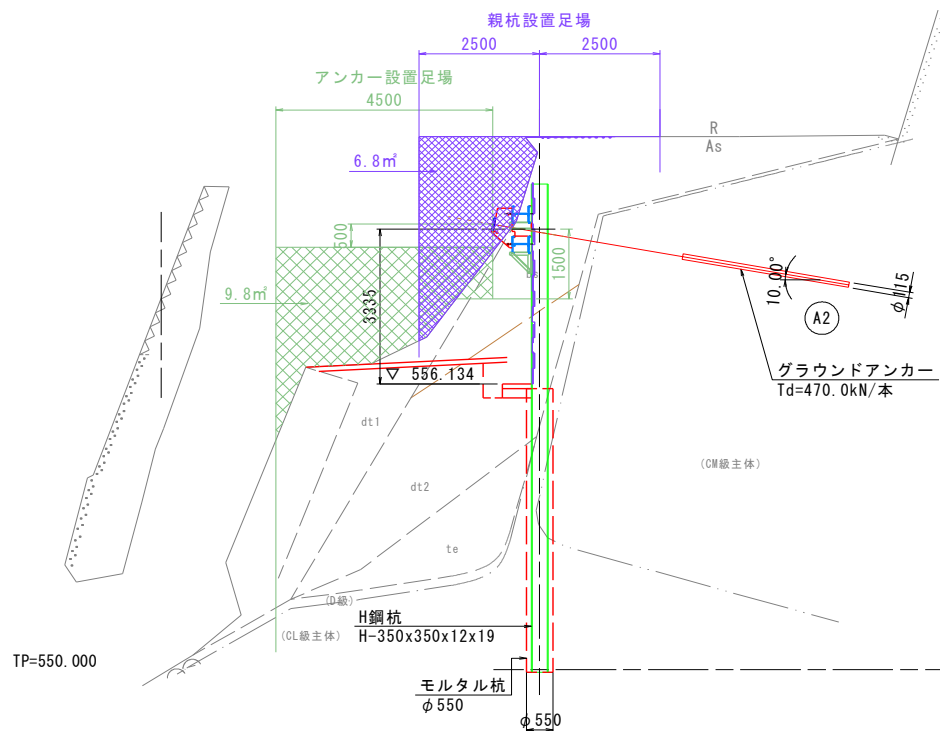 親杭設置足場
2500
2500
アンカー設置足場
4500
R
As
6.8㎡
500
1500
3335
9.8㎡
10.00°
φ115
A2
グラウンドアンカー
Td=470.0kN/本
▽ 556.134
dt1
(CM級主体)
dt2
te
(D級)
H鋼杭
(CL級主体)
H-350x350x12x19
TP=550.000
モルタル杭
φ550
φ550